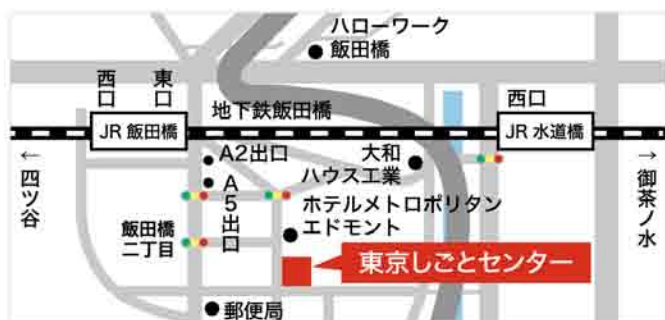 ハローワーク
飯田橋
西口
東口
地下鉄飯田橋
西口
JR 飯田橋
JR 水道橋
← 四ツ谷
A2出口
A5出口
大和
ハウス工業
→ 御茶ノ水
ホテルメトロポリタン
エドモント
飯田橋
二丁目
東京しごとセンター
郵便局